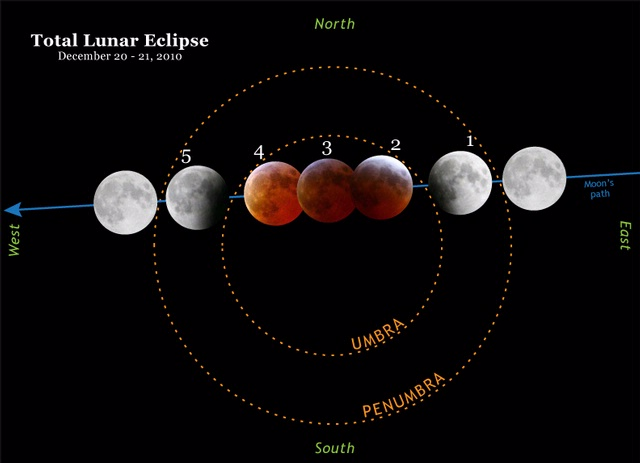 North
Total Lunar Eclipse
December 20 - 21, 2010
1
2
3
4
5
Moon's
path
West
East
UMBRA
PENUMBRA
South